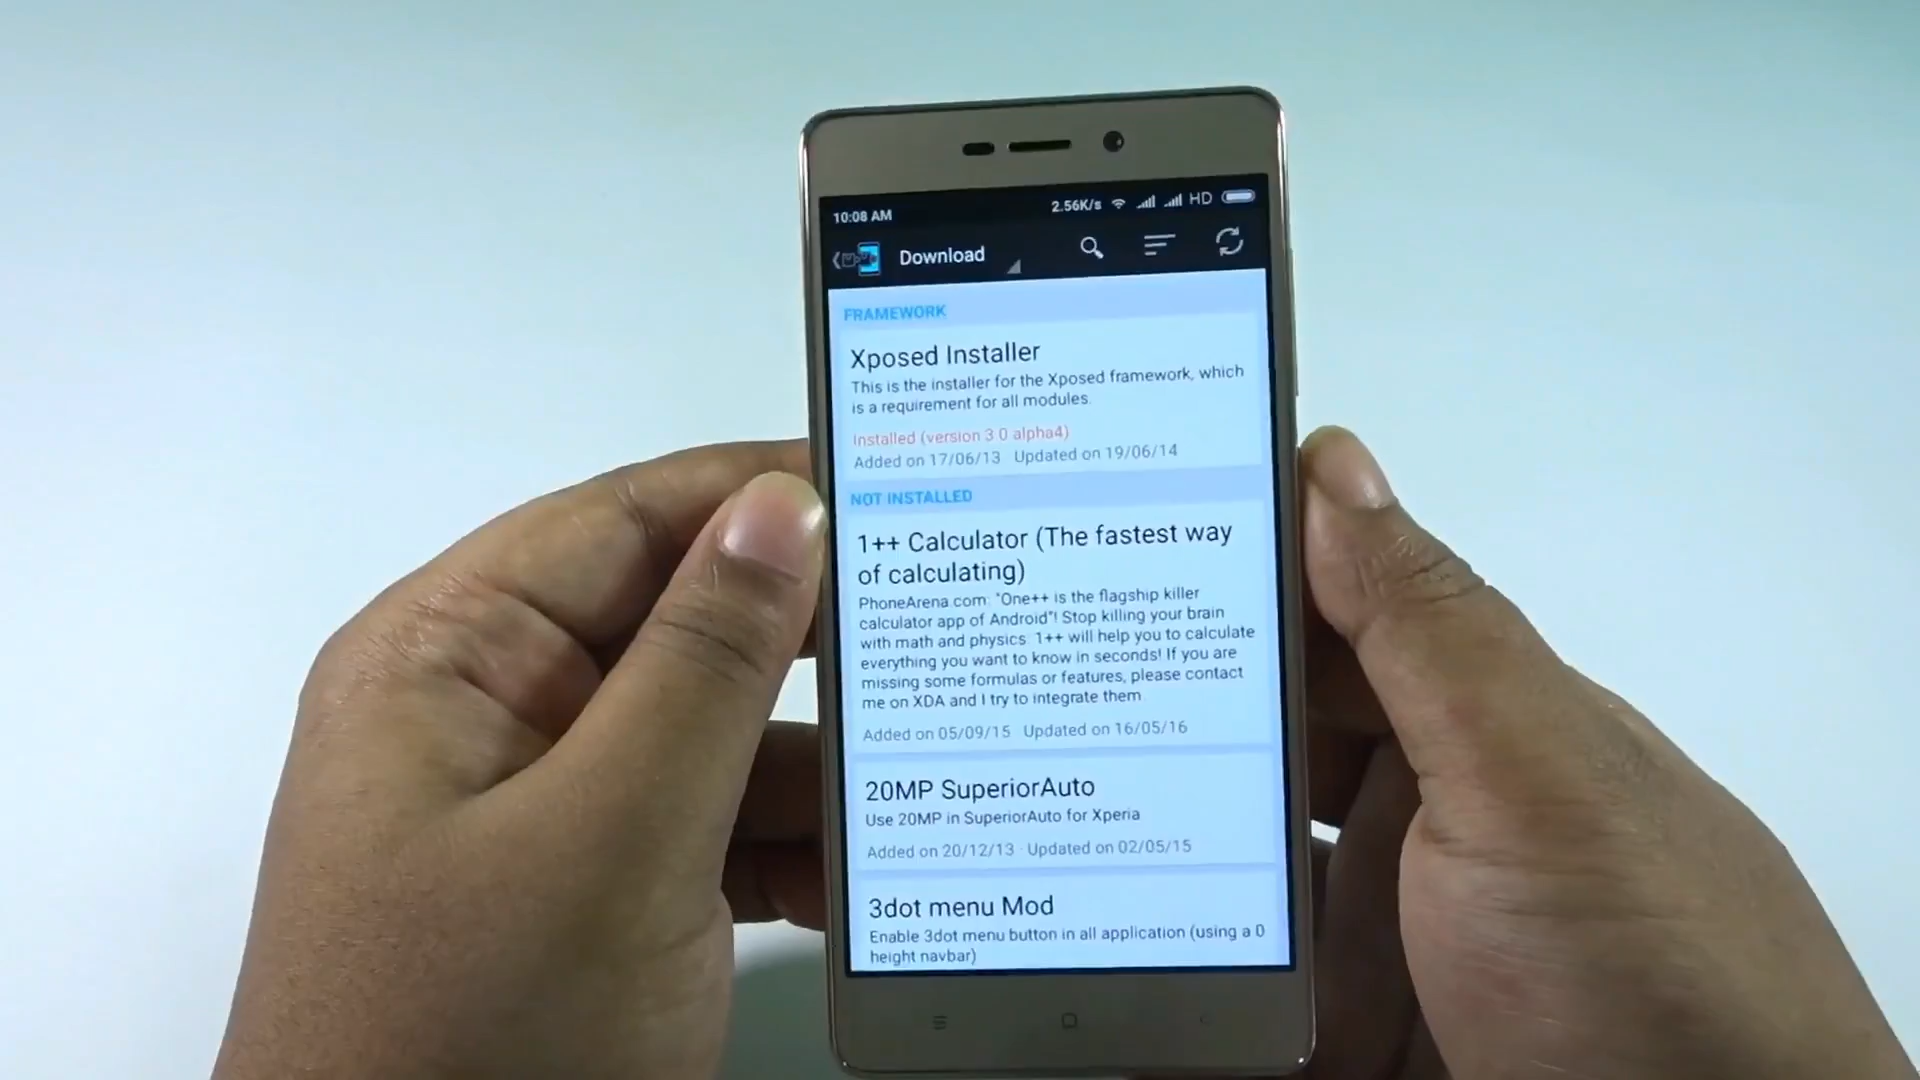 10:08 AM
2.56K/s
HD
Download
FRAMEWORK
Xposed Installer
This is the installer for the Xposed framework, which
is a requirement for all modules.
Installed (version 3.0 alpha4)
Added on 17/06/13 · Updated on 19/06/14
NOT INSTALLED
1++ Calculator (The fastest way
of calculating)
PhoneArena.com: "One++ is the flagship killer
calculator app of Android"! Stop killing your brain
with math and physics. 1++ will help you to calculate
everything you want to know in seconds! If you are
missing some formulas or features, please contact
me on XDA and I try to integrate them.
Added on 05/09/15 · Updated on 16/05/16
20MP SuperiorAuto
Use 20MP in SuperiorAuto for Xperia
Added on 20/12/13 · Updated on 02/05/15
3dot menu Mod
Enable 3dot menu button in all application (using a 0
height navbar)